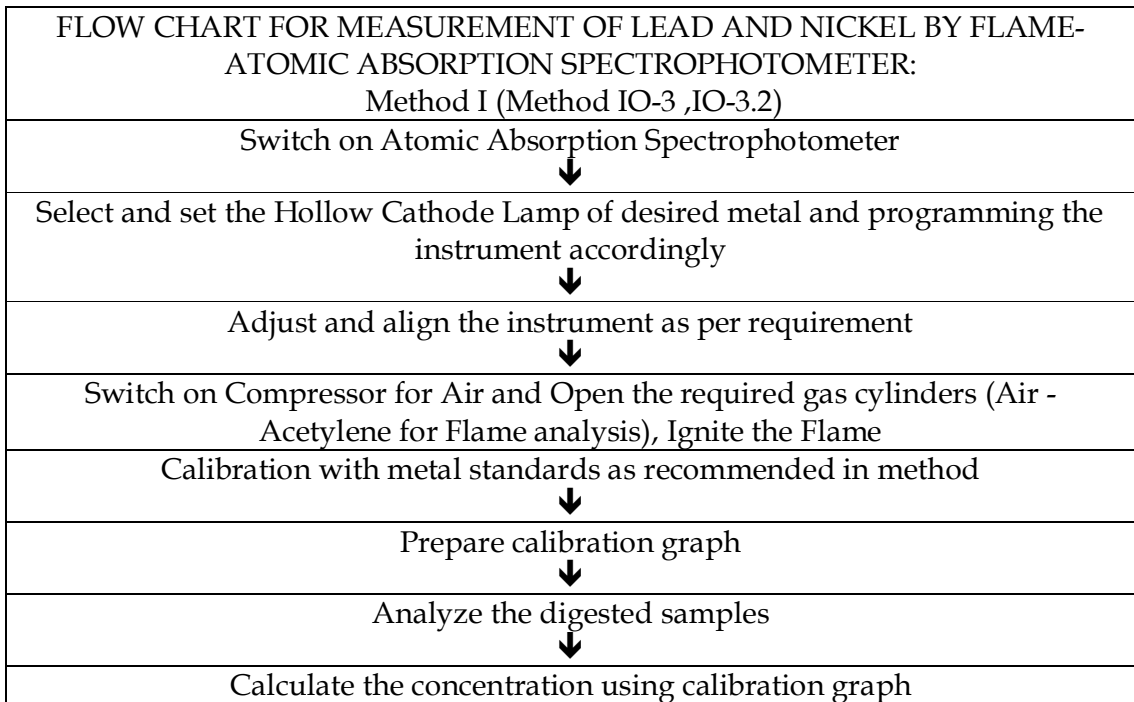 FLOW CHART FOR MEASUREMENT OF LEAD AND NICKEL BY FLAME-
ATOMIC ABSORPTION SPECTROPHOTOMETER:
Method I (Method IO-3 ,IO-3.2)
Switch on Atomic Absorption Spectrophotometer
Select and set the Hollow Cathode Lamp of desired metal and programming the
instrument accordingly
Adjust and align the instrument as per requirement
Switch on Compressor for Air and Open the required gas cylinders (Air -
Acetylene for Flame analysis), Ignite the Flame
Calibration with metal standards as recommended in method
Prepare calibration graph
Analyze the digested samples
Calculate the concentration using calibration graph